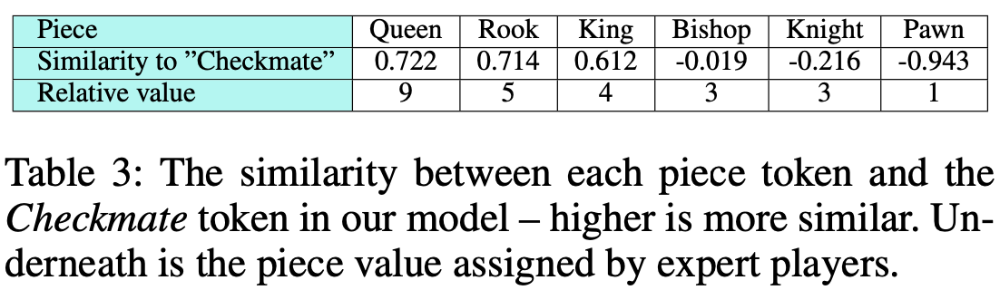 Piece Queen Rook King Bishop Knight Pawn
Similarity to ”Checkmate” 0.722 0.714 0.612 -0.019 -0.216 -0.943
Relative value 9 5 4 3 3 1
Table 3: The similarity between each piece token and the
Checkmate token in our model – higher is more similar. Un-
derneath is the piece value assigned by expert players.